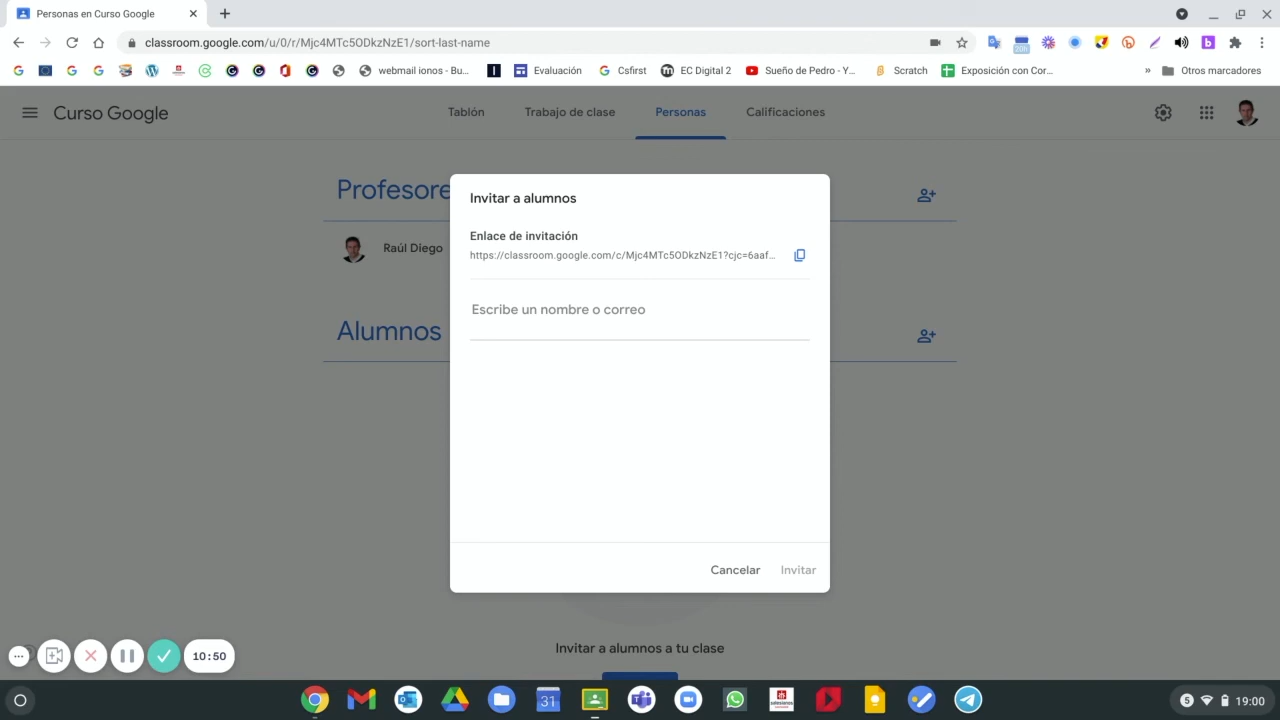 Personas en Curso Google
classroom.google.com/u/0/r/Mjc4MTc5ODkzNzE1/sort-last-name
webmail ionos - Bu...
Evaluación
Csfirst
EC Digital 2
Sueño de Pedro - Y...
Scratch
Exposición con Cor...
»
Otros marcadores
Curso Google
Tablón
Trabajo de clase
Personas
Calificaciones
Profesore
Raúl Diego
Alumnos
Invitar a alumnos
Enlace de invitación
https://classroom.google.com/c/Mjc4MTc5ODkzNzE1?cjc=6aaf...
Escribe un nombre o correo
Cancelar
Invitar
Invitar a alumnos a tu clase
10:50
31
5
19:00